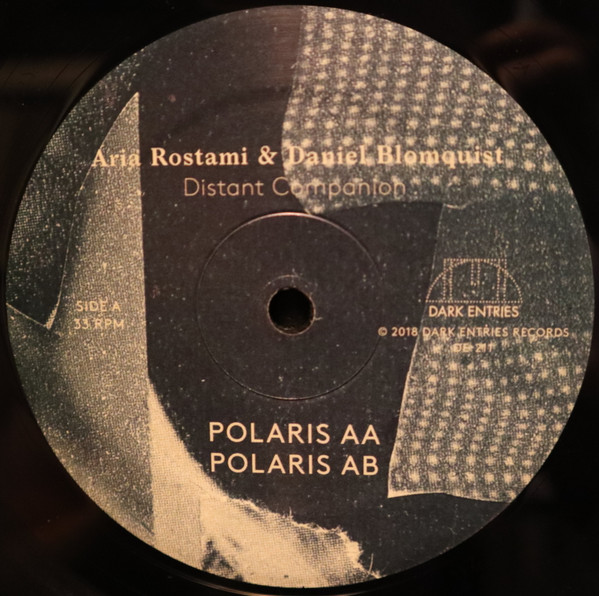 Aria Rostami & Daniel Blomquist
Distant Companion
SIDE A
33 RPM
DARK ENTRIES
© 2018 DARK ENTRIES RECORDS
DE-211
POLARIS AA
POLARIS AB